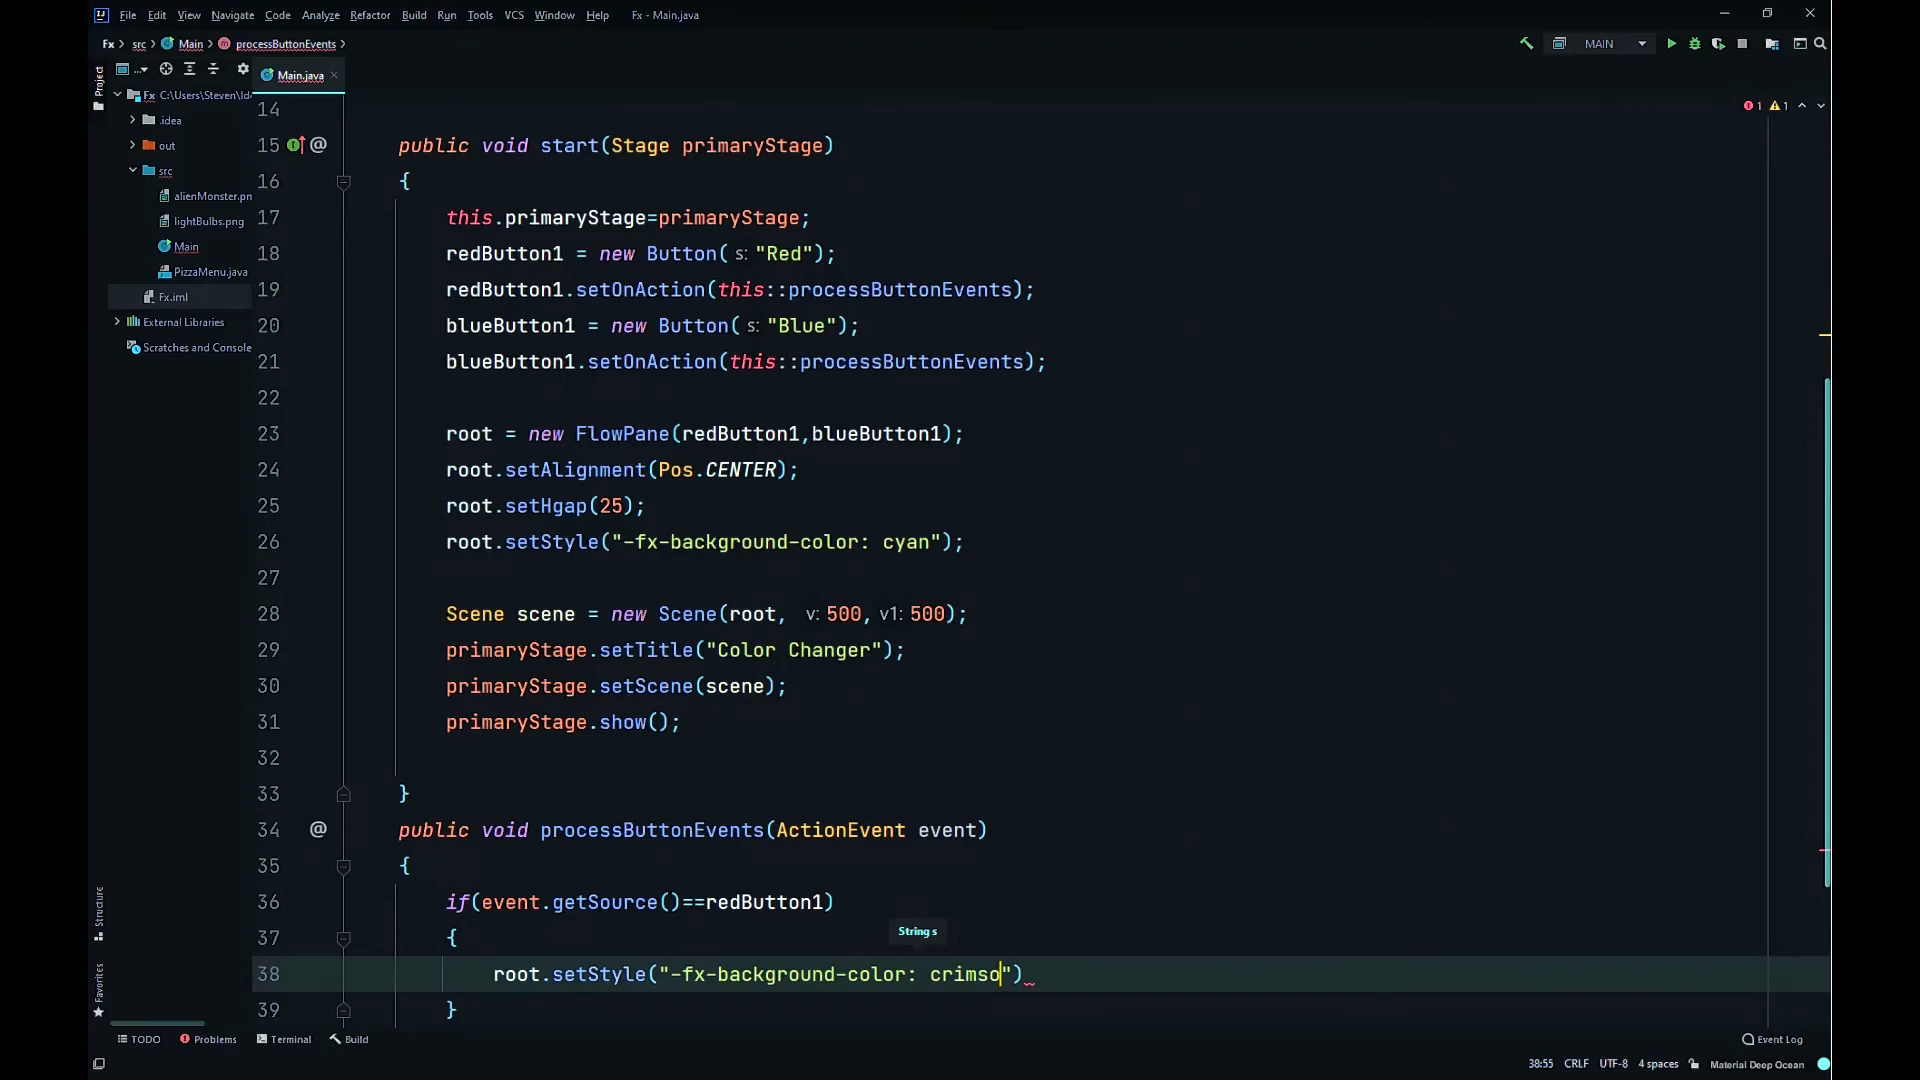 File Edit View Navigate Code Analyze Refactor Build Run Tools VCS Window Help Fx - Main.java
Fx src Main processButtonEvents MAIN
Project ... Main.java
Fx C:\Users\Steven\Id
.idea
out
src
alienMonster.pn
lightBulbs.png
Main
PizzaMenu.java
Fx.iml
External Libraries
Scratches and Console
1 1
14
15 @ public void start(Stage primaryStage)
16 {
17 this.primaryStage=primaryStage;
18 redButton1 = new Button( s: "Red");
19 redButton1.setOnAction(this::processButtonEvents);
20 blueButton1 = new Button( s: "Blue");
21 blueButton1.setOnAction(this::processButtonEvents);
22
23 root = new FlowPane(redButton1,blueButton1);
24 root.setAlignment(Pos.CENTER);
25 root.setHgap(25);
26 root.setStyle("-fx-background-color: cyan");
27
28 Scene scene = new Scene(root, v: 500, v1: 500);
29 primaryStage.setTitle("Color Changer");
30 primaryStage.setScene(scene);
31 primaryStage.show();
32
33 }
34 @ public void processButtonEvents(ActionEvent event)
35 {
36 if(event.getSource()==redButton1)
37 {
String s
38 root.setStyle("-fx-background-color: crimso")
39 }
Structure
Favorites
TODO Problems Terminal Build Event Log
38:55 CRLF UTF-8 4 spaces Material Deep Ocean